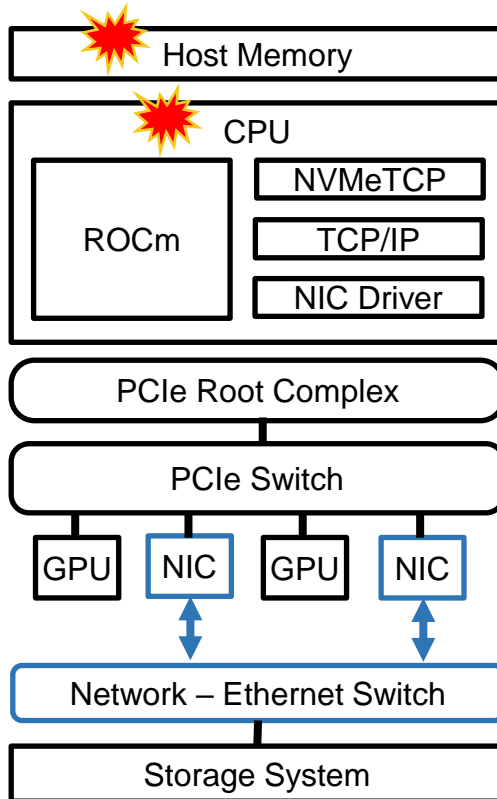 Host Memory
CPU
ROCm
NVMeTCP
TCP/IP
NIC Driver
PCIe Root Complex
PCIe Switch
GPU
NIC
GPU
NIC
Network – Ethernet Switch
Storage System